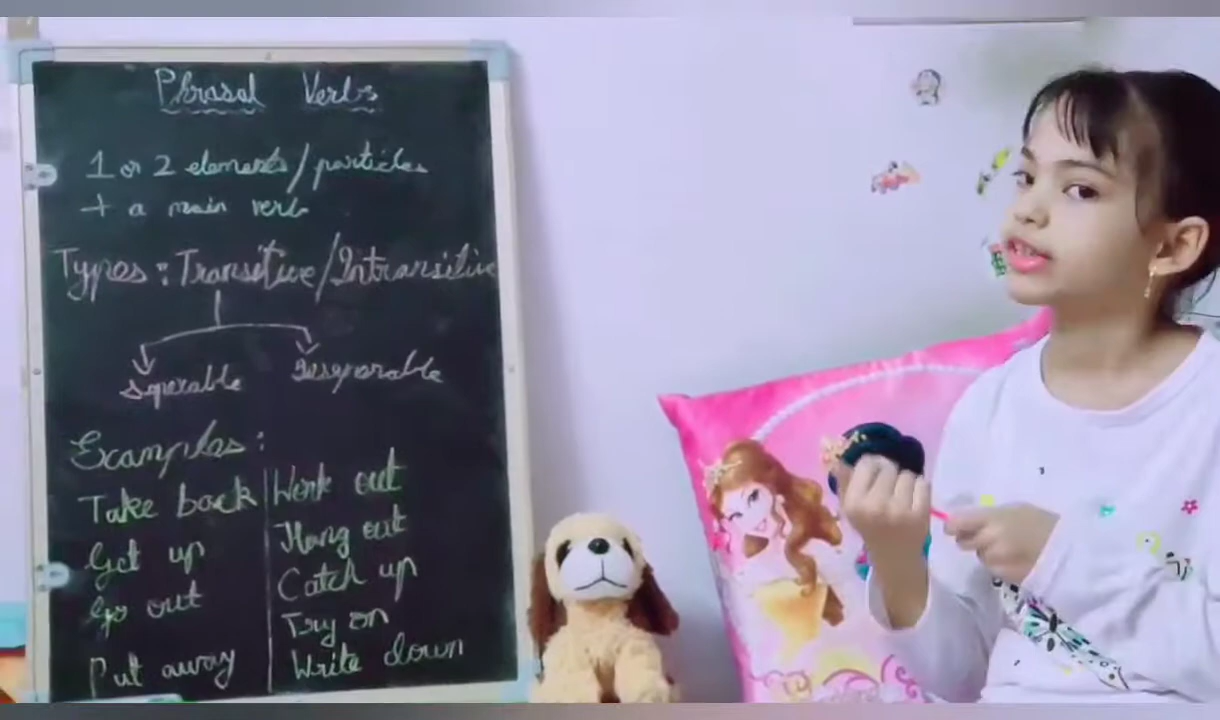 Phrasal Verbs
1 or 2 elements/particles
+ a main verb
Types: Transitive/Intransitive
Seperable
Inseparable
Examples:
Take back
Get up
Go out
Put away
Work out
Hang out
Catch up
Try on
Write down